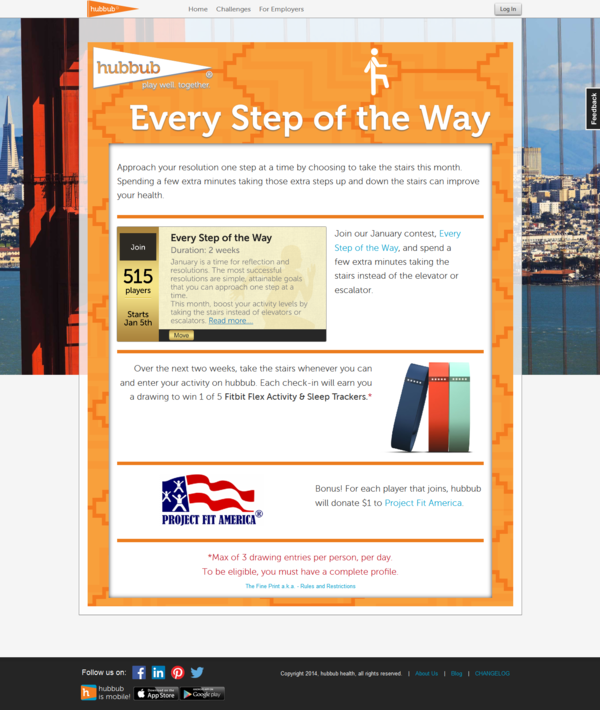 hubbub®
Home Challenges For Employers
Log In
Feedback
hubbub®
play well. together.
Every Step of the Way
Approach your resolution one step at a time by choosing to take the stairs this month.
Spending a few extra minutes taking those extra steps up and down the stairs can improve
your health.
Join
515
players
Starts
Jan 5th
Every Step of the Way
Duration: 2 weeks
January is a time for reflection and
resolutions. The most successful
resolutions are simple, attainable goals
that you can approach one step at a
time.
This month, boost your activity levels by
taking the stairs instead of elevators or
escalators. Read more...
Move
Join our January contest, Every
Step of the Way, and spend a
few extra minutes taking the
stairs instead of the elevator or
escalator.
Over the next two weeks, take the stairs whenever you can
and enter your activity on hubbub. Each check-in will earn you
a drawing to win 1 of 5 Fitbit Flex Activity & Sleep Trackers.*
PROJECT FIT AMERICA®
Bonus! For each player that joins, hubbub
will donate $1 to Project Fit America.
*Max of 3 drawing entries per person, per day.
To be eligible, you must have a complete profile.
The Fine Print a.k.a. - Rules and Restrictions
Follow us on:
hubbub
is mobile!
Download on the
App Store
Google play
Copyright 2014, hubbub health, all rights resened. | About Us | Blog | CHANGELOG